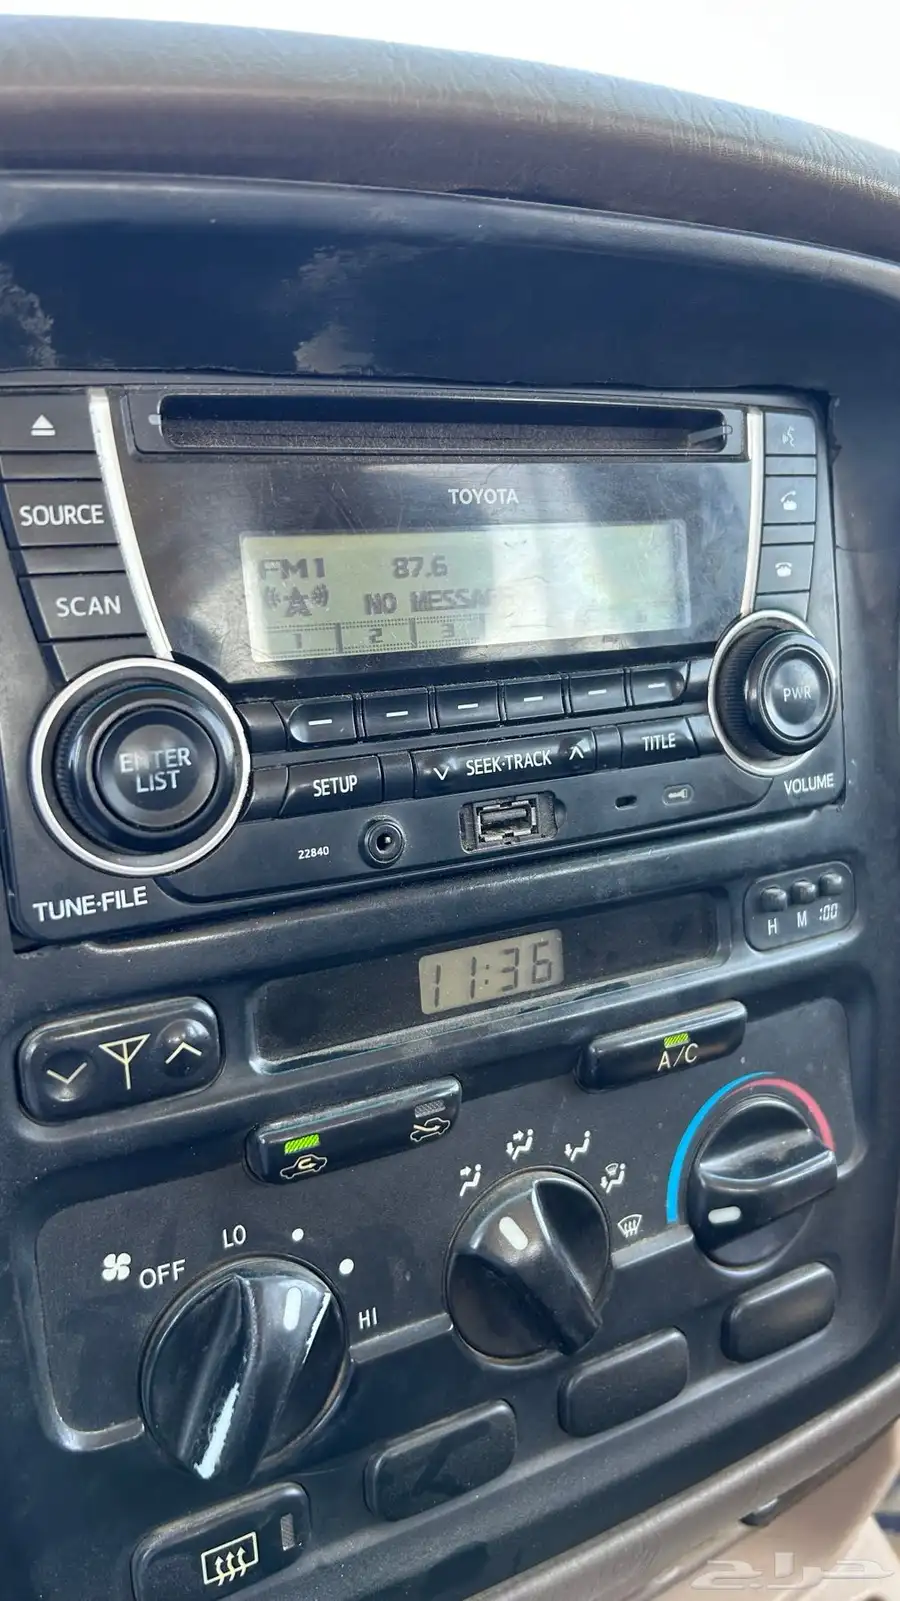 TOYOTA
SOURCE
SCAN
FM1 87.6
NO MESSA
1 2 3
ENTER
LIST
PWR
SETUP
SEEK·TRACK
TITLE
VOLUME
22840
TUNE·FILE
11:36
H M :00
A/C
OFF
LO
HI
حراج